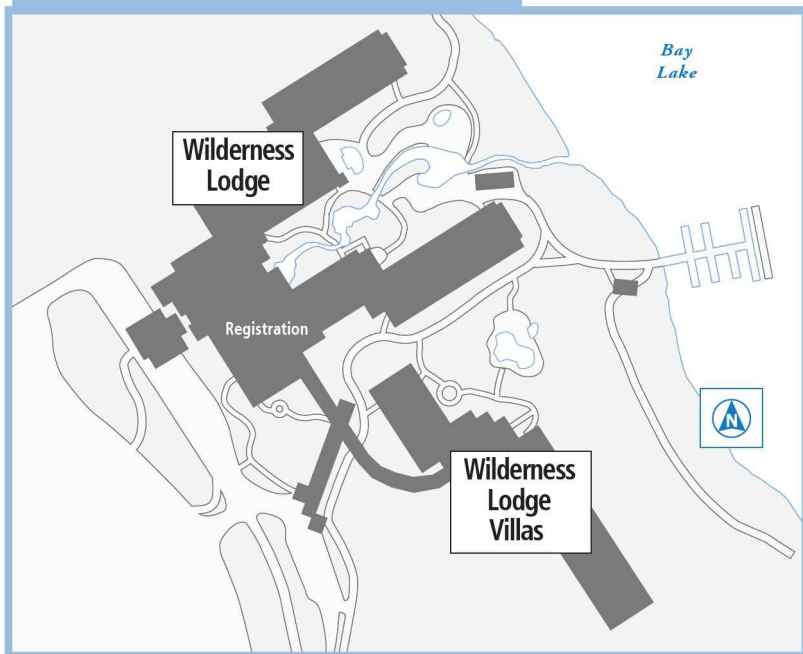 Bay
Lake
Wilderness
Lodge
Registration
N
Wilderness
Lodge
Villas